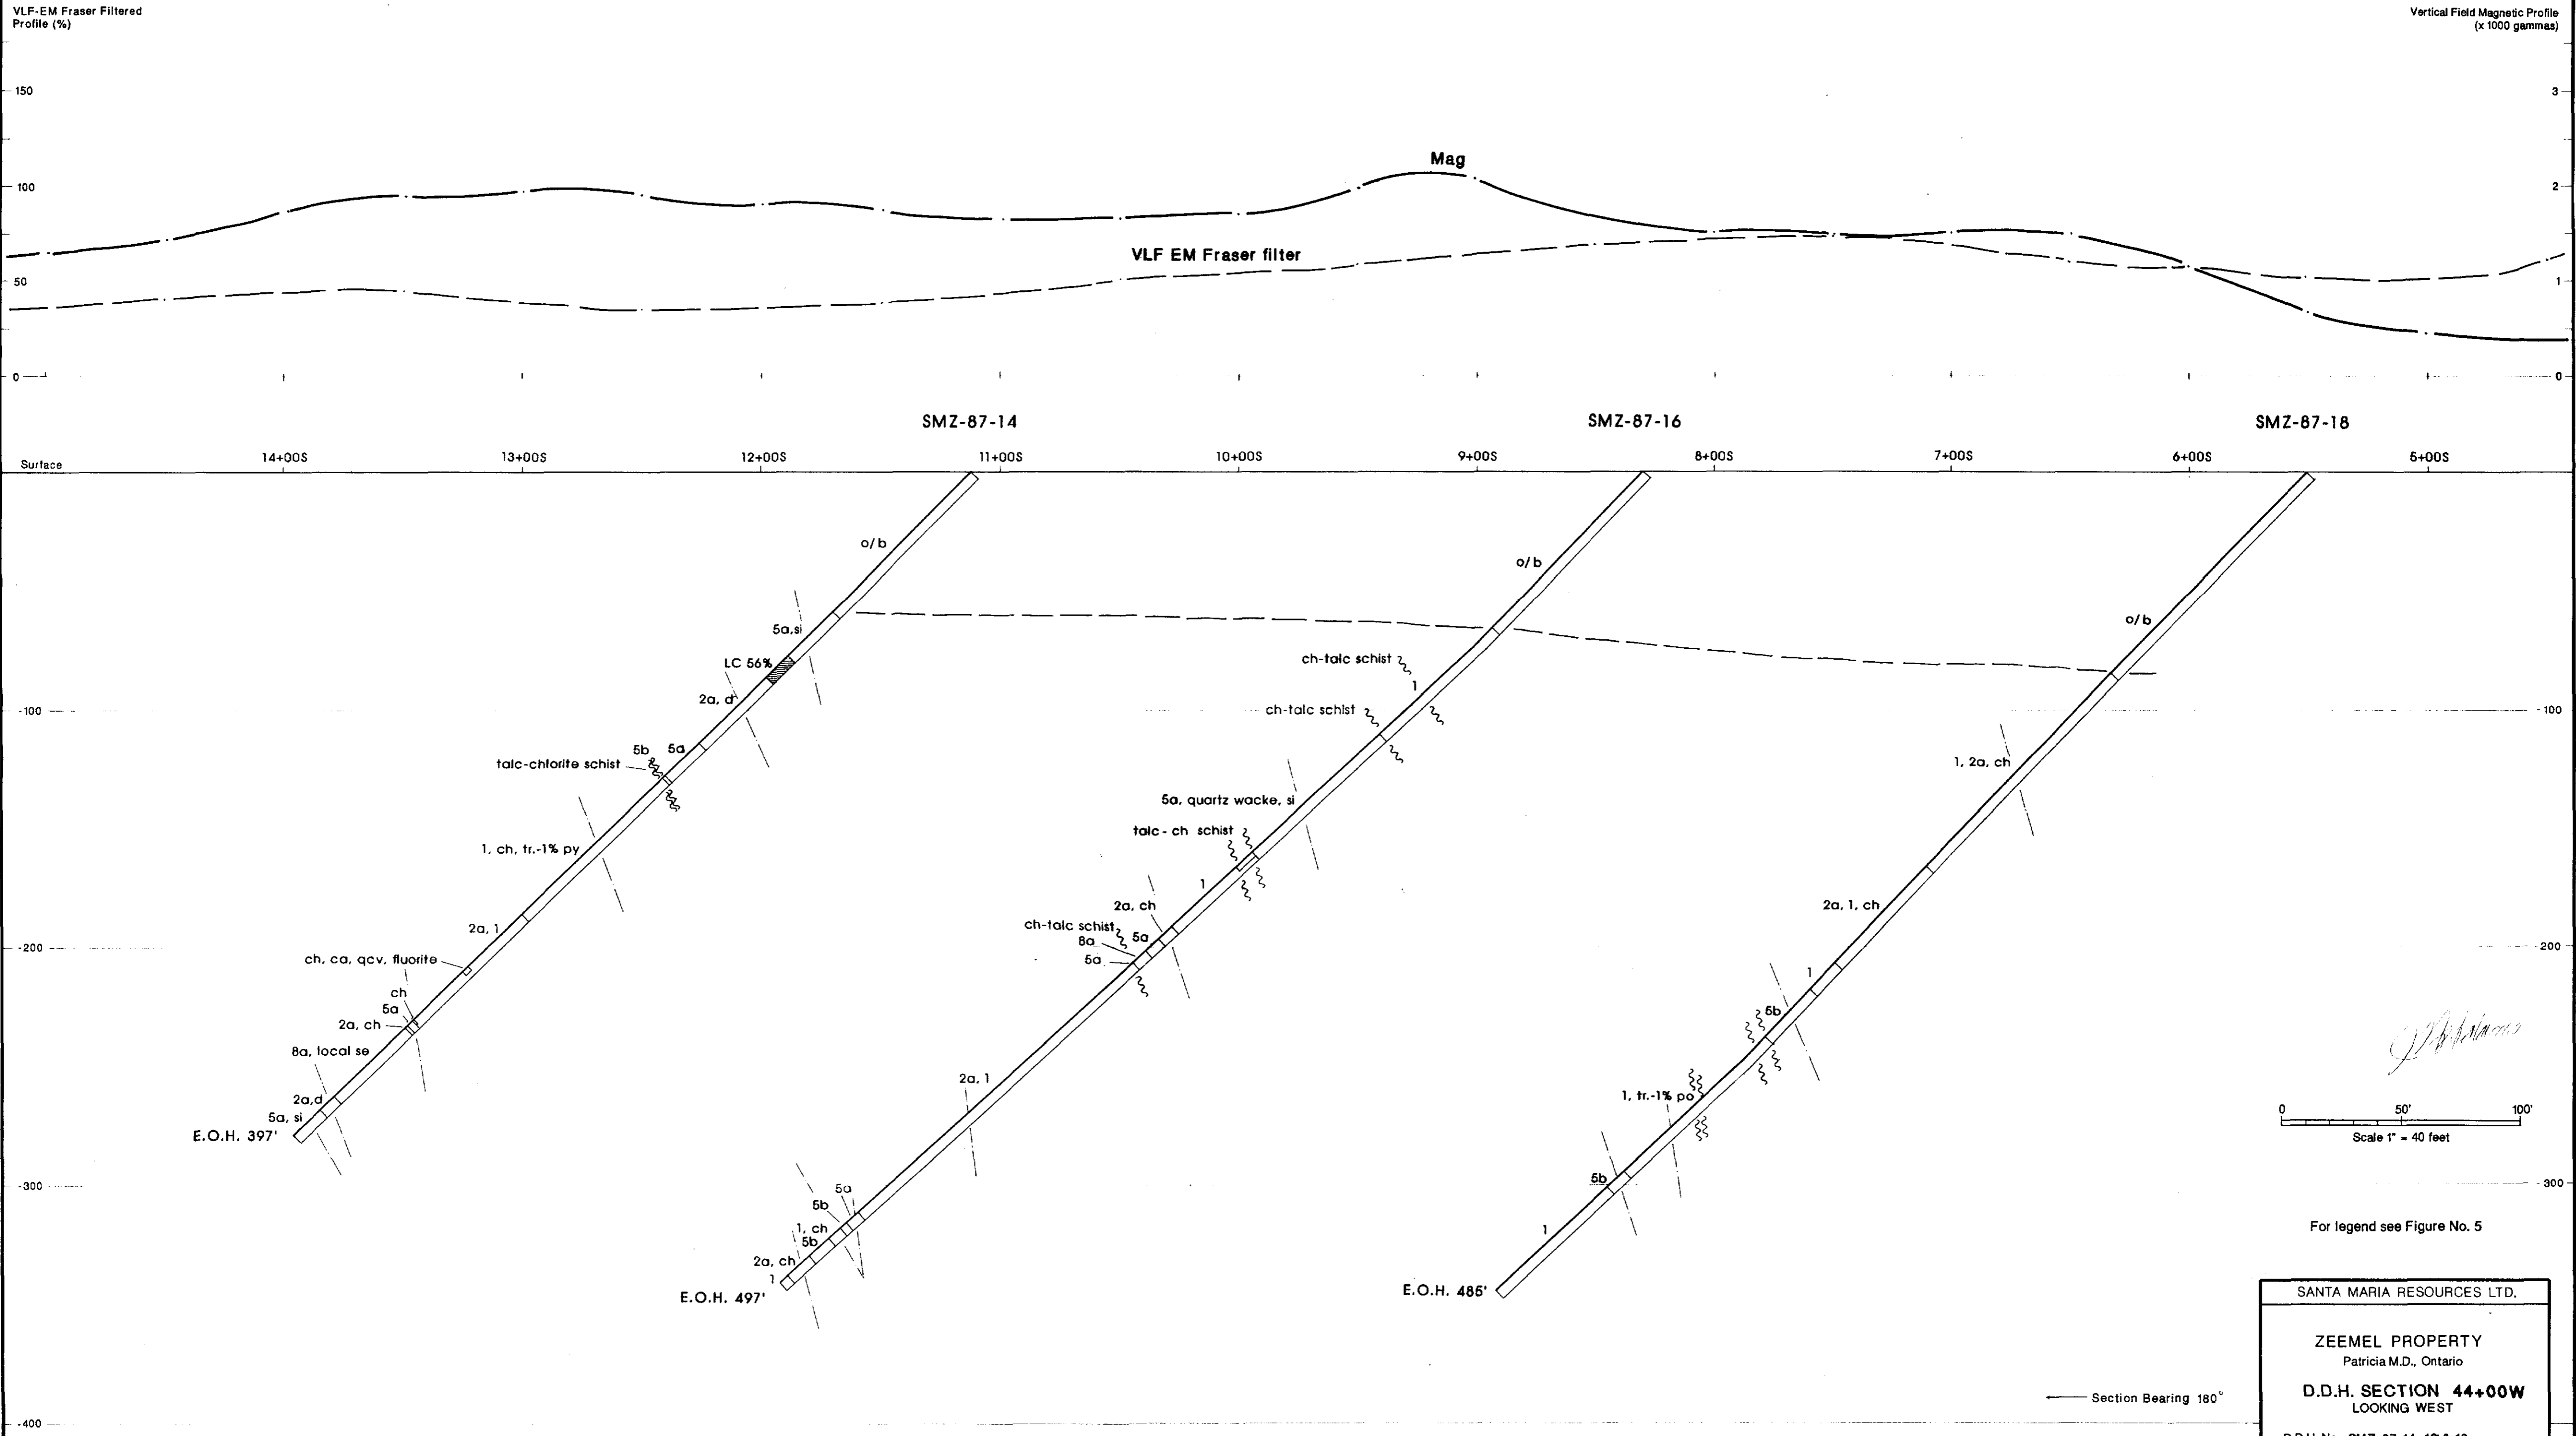 VLF-EM Fraser Filtered
Profile (%)
Vertical Field Magnetic Profile
(x 1000 gammas)
150
3
Mag
100
2
VLF EM Fraser filter
50
1
0
0
SMZ-87-14
SMZ-87-16
SMZ-87-18
Surface
14+00S
13+00S
12+00S
11+00S
10+00S
9+00S
8+00S
7+00S
6+00S
5+00S
o/b
o/b
o/b
5a,si
LC 56%
2a, d
5b
5a
talc-chlorite schist
1, ch, tr.-1% py
2a, 1
ch, ca, qcv, fluorite
ch
5a
2a, ch
8a, local se
2a,d
5a, si
E.O.H. 397'
ch-talc schist
1
ch-talc schist
5a, quartz wacke, si
talc - ch schist
1
2a, ch
ch-talc schist
5a
8a
5a
2a, 1
5a
5b
1, ch
5b
2a, ch
1
E.O.H. 497'
1, 2a, ch
2a, 1, ch
1
5b
1, tr.-1% po
5b
1
E.O.H. 485'
-100
-100
-200
-200
-300
-300
-400
0
50'
100'
Scale 1" = 40 feet
For legend see Figure No. 5
Section Bearing 180°
SANTA MARIA RESOURCES LTD.
ZEEMEL PROPERTY
Patricia M.D., Ontario
D.D.H. SECTION 44+00W
LOOKING WEST